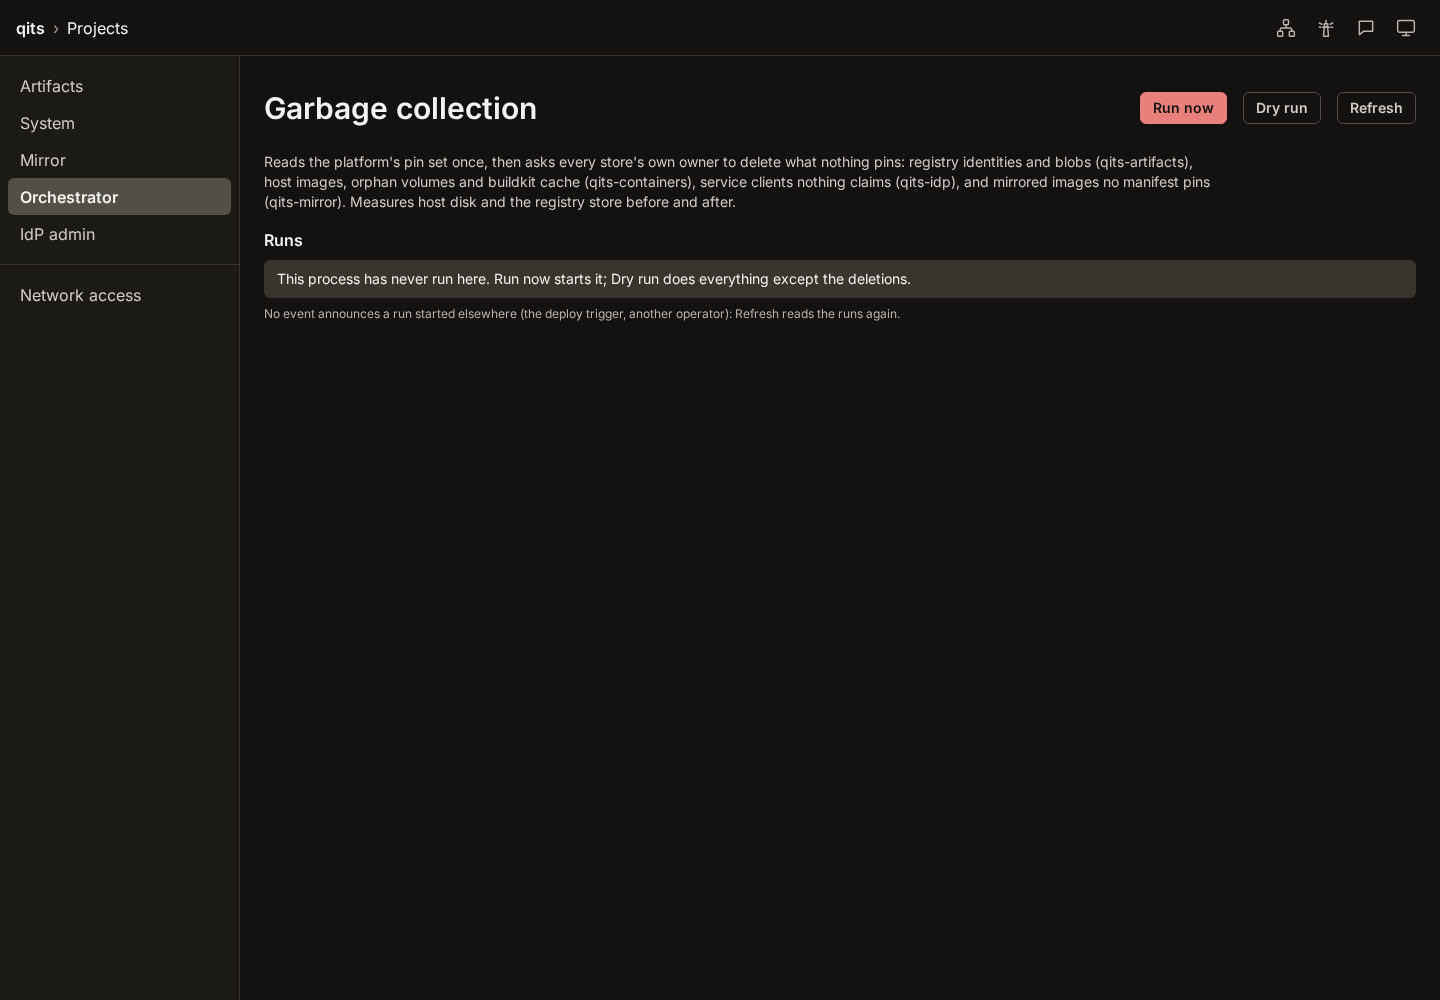 qits › Projects
Artifacts
System
Mirror
Orchestrator
IdP admin
Network access
Garbage collection
Run now
Dry run
Refresh
Reads the platform's pin set once, then asks every store's own owner to delete what nothing pins: registry identities and blobs (qits-artifacts),
host images, orphan volumes and buildkit cache (qits-containers), service clients nothing claims (qits-idp), and mirrored images no manifest pins
(qits-mirror). Measures host disk and the registry store before and after.
Runs
This process has never run here. Run now starts it; Dry run does everything except the deletions.
No event announces a run started elsewhere (the deploy trigger, another operator): Refresh reads the runs again.